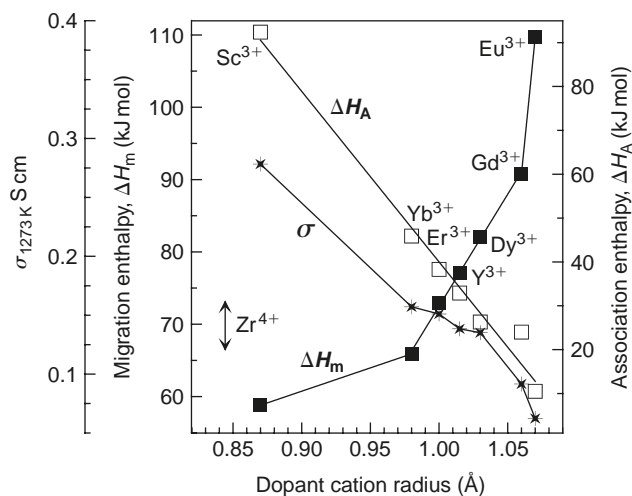 0.4
0.3
0.2
0.1
σ1273 K S cm
110
100
90
80
70
60
Migration enthalpy, ΔHm (kJ mol)
Sc3+
ΔHA
Eu3+
Gd3+
Yb3+
Er3+
Dy3+
Y3+
σ
Zr4+
ΔHm
80
60
40
20
Association enthalpy, ΔHA (kJ mol)
0.85 0.90 0.95 1.00 1.05
Dopant cation radius (Å)